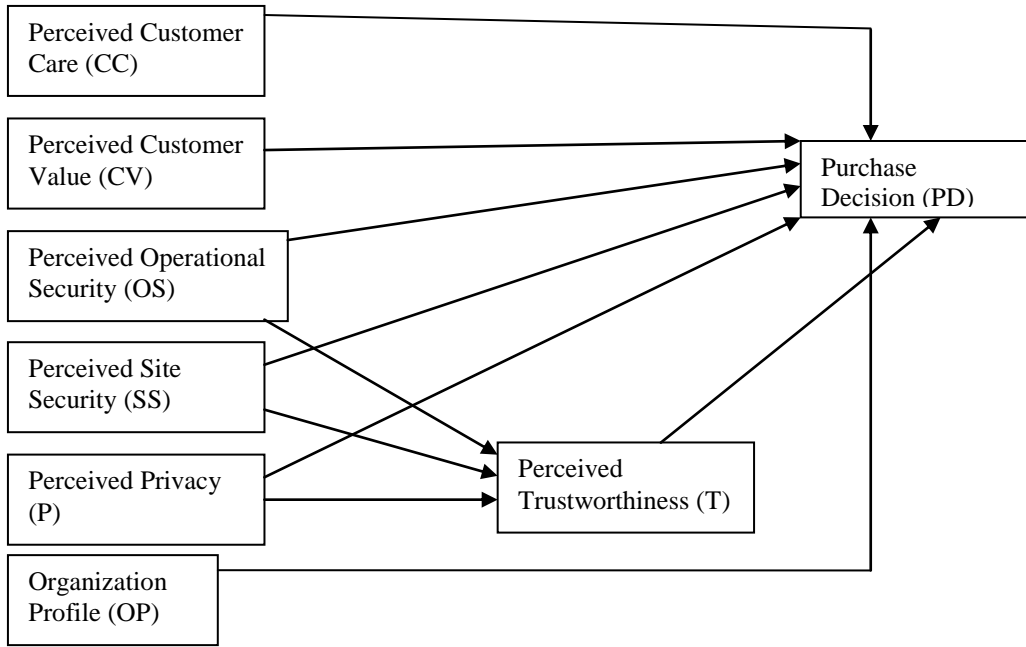 Perceived Customer
Care (CC)
Perceived Customer
Value (CV)
Purchase
Decision (PD)
Perceived Operational
Security (OS)
Perceived Site
Security (SS)
Perceived Privacy
(P)
Perceived
Trustworthiness (T)
Organization
Profile (OP)